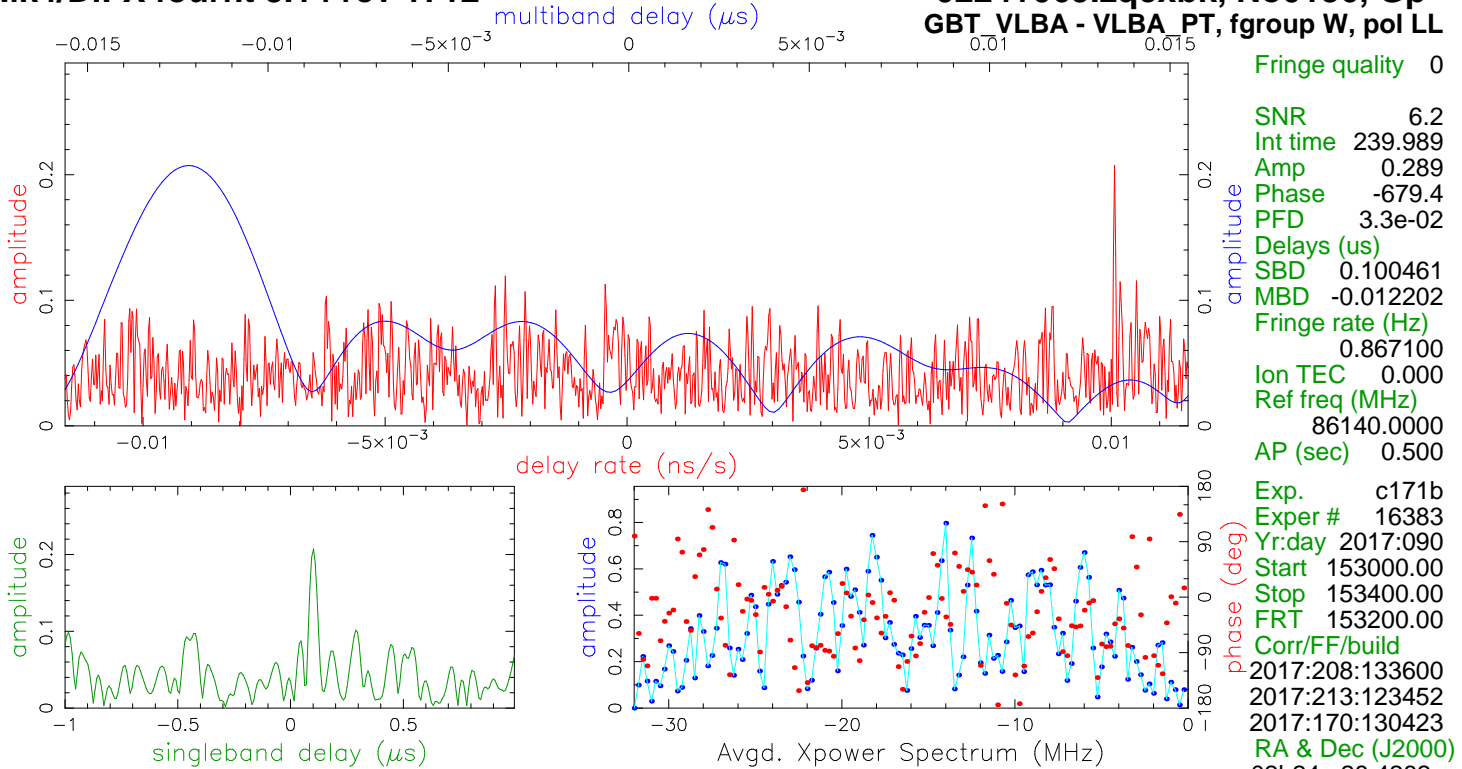 GBT_VLBA - VLBA_PT, fgroup W, pol LL
multiband delay (μs)
−0.015 −0.01 −5×10⁻³ 0 5×10⁻³ 0.01 0.015
amplitude
0 0.1 0.2
amplitude
0 0.1 0.2
−0.01 −5×10⁻³ 0 5×10⁻³ 0.01
delay rate (ns/s)
Fringe quality 0
SNR 6.2
Int time 239.989
Amp 0.289
Phase -679.4
PFD 3.3e-02
Delays (us)
SBD 0.100461
MBD -0.012202
Fringe rate (Hz)
0.867100
Ion TEC 0.000
Ref freq (MHz)
86140.0000
AP (sec) 0.500
Exp. c171b
Exper # 16383
Yr:day 2017:090
Start 153000.00
Stop 153400.00
FRT 153200.00
Corr/FF/build
2017:208:133600
2017:213:123452
2017:170:130423
RA & Dec (J2000)
amplitude
0 0.1 0.2
−1 −0.5 0 0.5
singleband delay (μs)
amplitude
0 0.2 0.4 0.6 0.8
−30 −20 −10 0
Avgd. Xpower Spectrum (MHz)
phase (deg)
−180 −90 0 90 180